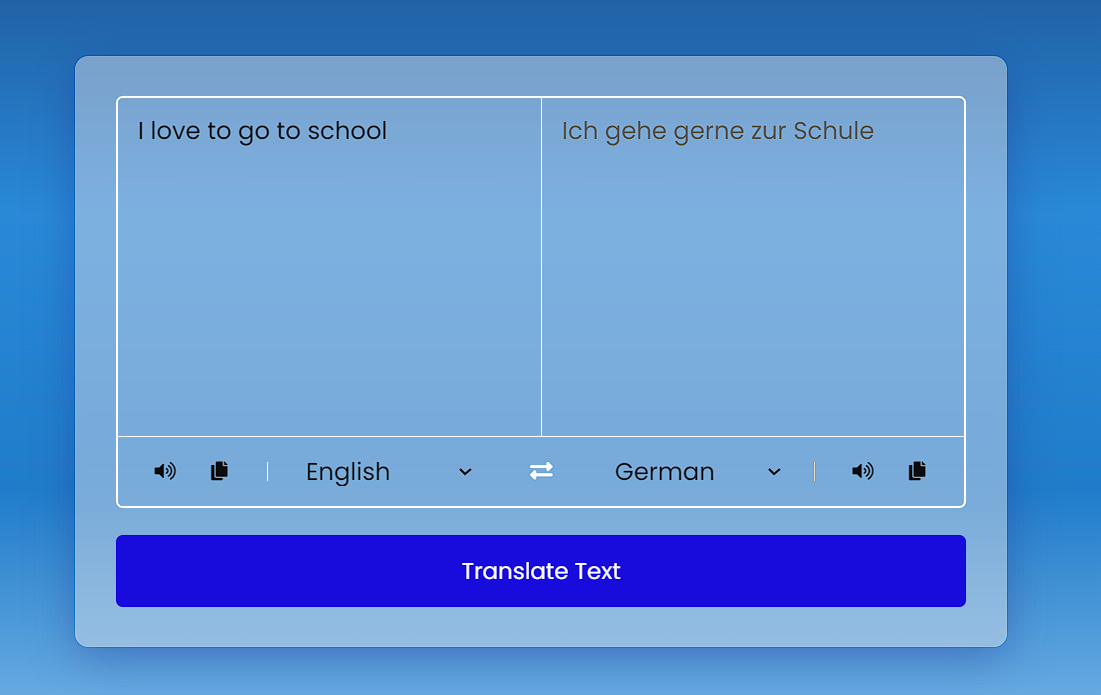 I love to go to school
Ich gehe gerne zur Schule
English
German
Translate Text